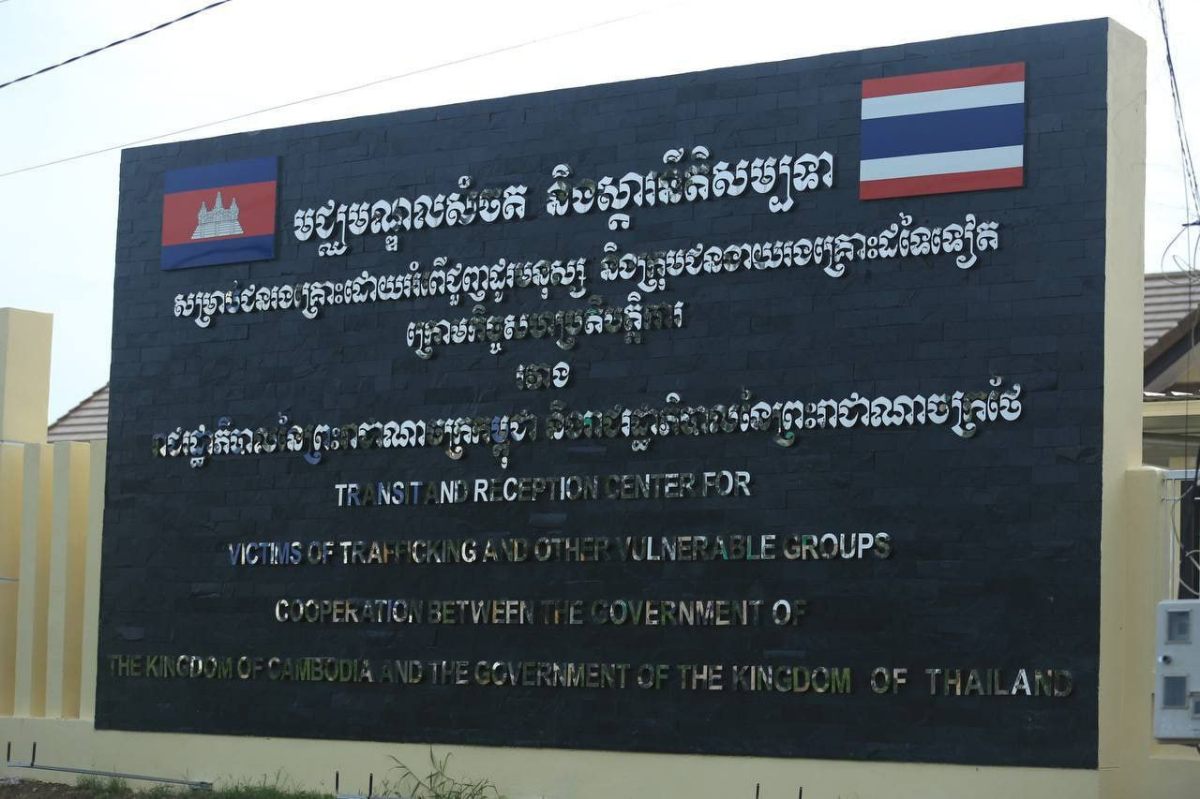 មជ្ឈមណ្ឌលសំចត និងស្តារនីតិសម្បទា
សម្រាប់ជនរងគ្រោះដោយអំពើជួញដូរមនុស្ស និងក្រុមជនងាយរងគ្រោះដទៃទៀត
ក្រោមកិច្ចសហប្រតិបត្តិការ
រវាង
រាជរដ្ឋាភិបាលនៃព្រះរាជាណាចក្រកម្ពុជា និងរាជរដ្ឋាភិបាលនៃព្រះរាជាណាចក្រថៃ
TRANSIT AND RECEPTION CENTER FOR
VICTIMS OF TRAFFICKING AND OTHER VULNERABLE GROUPS
COOPERATION BETWEEN THE GOVERNMENT OF
THE KINGDOM OF CAMBODIA AND THE GOVERNMENT OF THE KINGDOM OF THAILAND